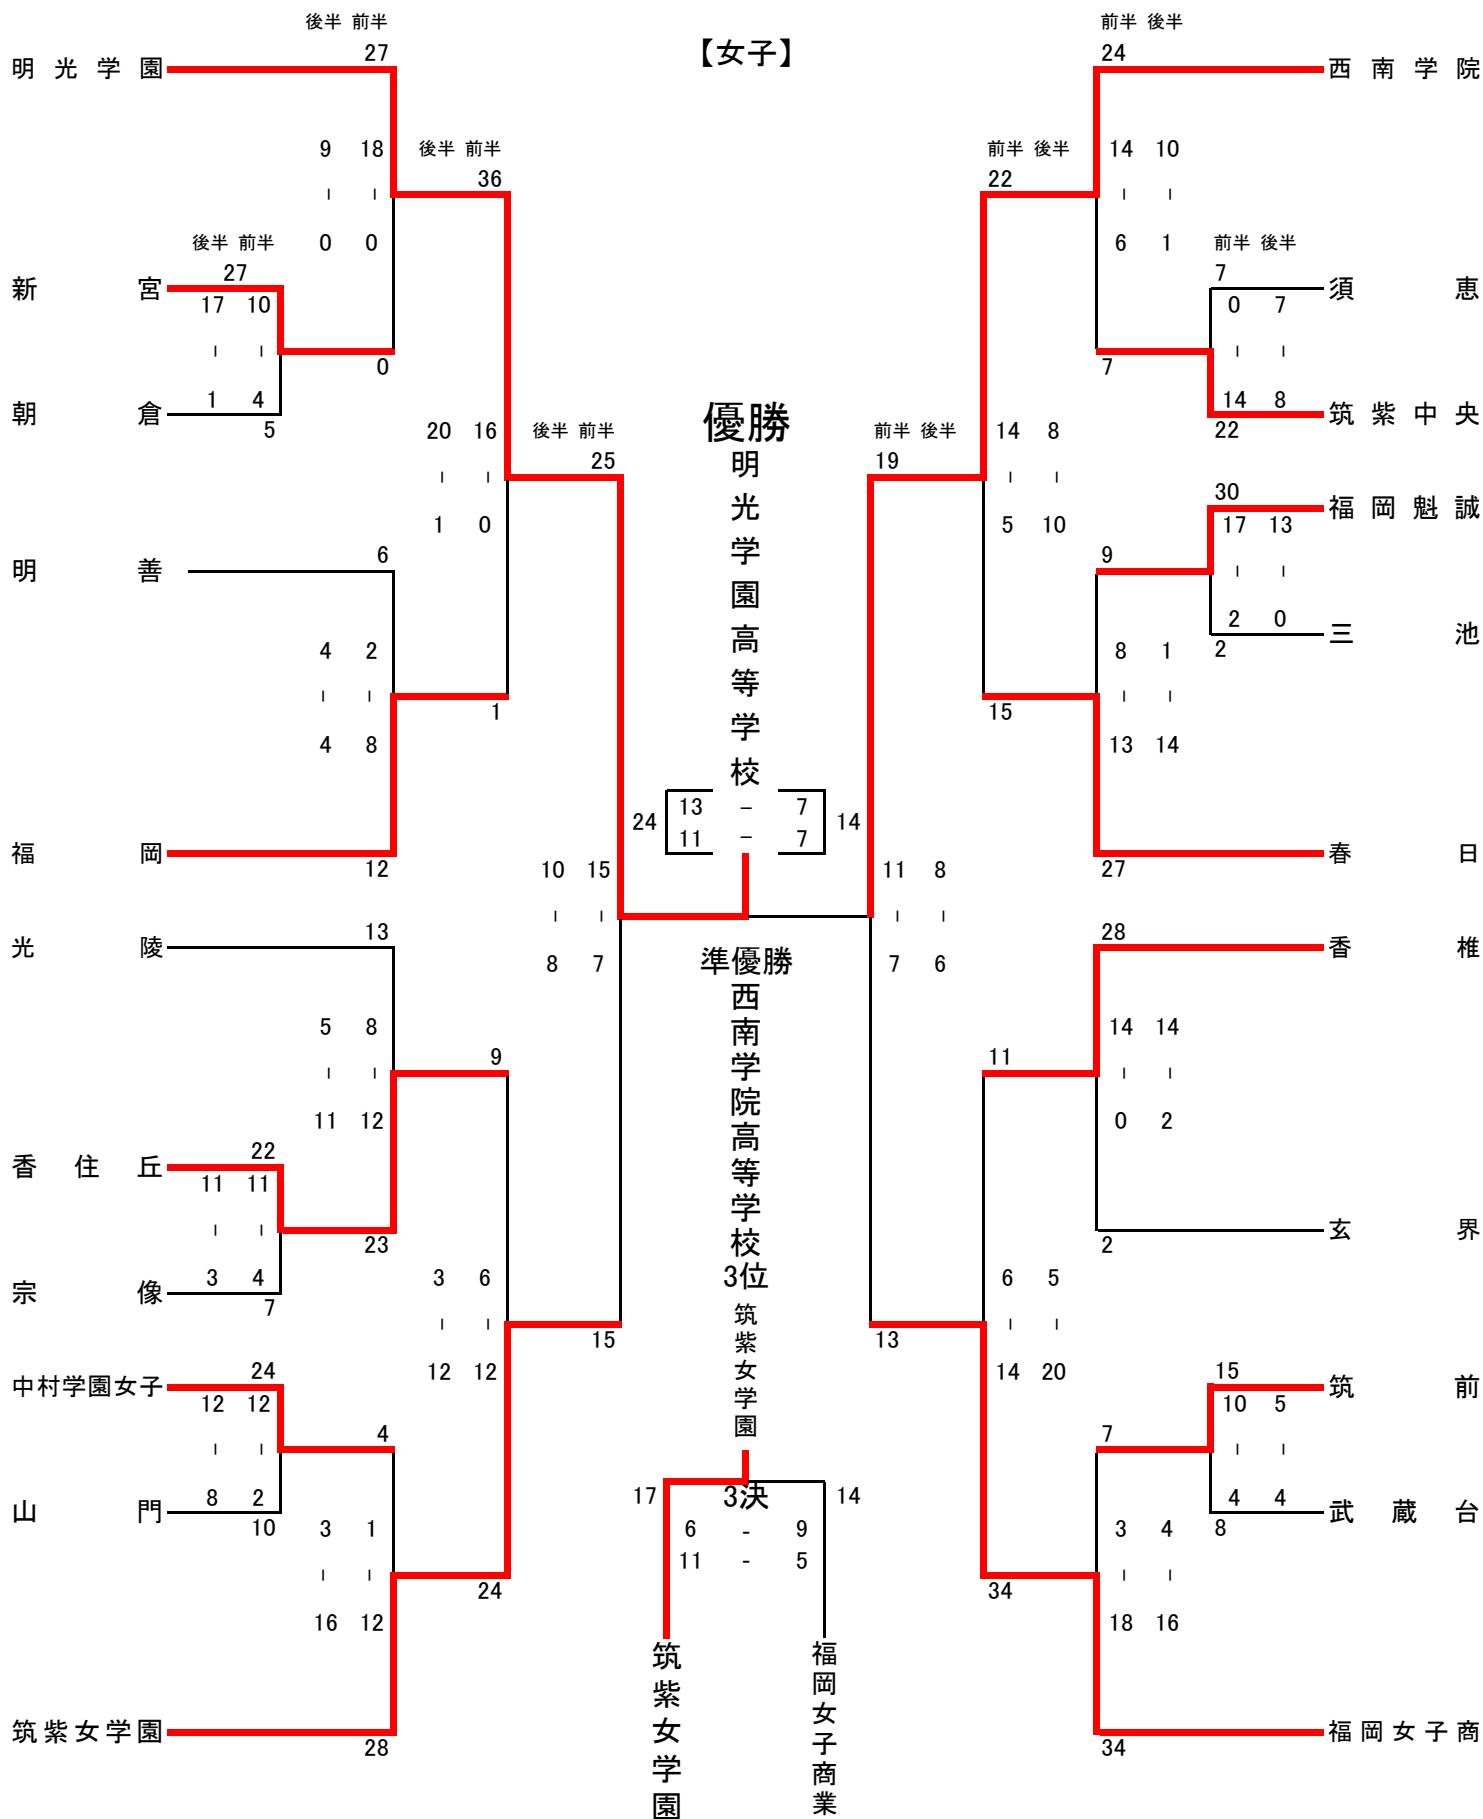 後半 前半
前半 後半
27
【女子】
24
明光学園
西南学院
9 18
後半 前半
36
前半 後半
22
14 10
- -
- -
後半 前半
0 0
6 1
前半 後半
27
7
新宮
須恵
17 10
0 7
- -
- -
0
7
1 4
14 8
朝倉
筑紫中央
5
22
優勝
20 16
後半 前半
25
前半 後半
19
14 8
- -
- -
明光学園高等学校
30
福岡魁誠
1 0
5 10
17 13
6
9
- -
明善
2 0
三池
2
4 2
8 1
- -
- -
1
15
4 8
13 14
13 - 7
24
14
11 - 7
福岡
春日
12
27
10 15
11 8
- -
- -
13
28
光陵
香椎
8 7
準優勝
7 6
西南学院高等学校
5 8
14 14
9
11
- -
- -
11 12
0 2
22
香住丘
11 11
- -
玄界
23
2
3 4
宗像
7
3位
3 6
6 5
筑紫女学園
- -
- -
15
13
12 12
14 20
24
15
中村学園女子
筑前
12 12
10 5
4
7
- -
- -
8 2
4 4
山門
武蔵台
10
8
17
3決
14
3 1
6 - 9
3 4
11 - 5
- -
- -
24
34
16 12
18 16
筑紫女学園
福岡女子商業
筑紫女学園
福岡女子商
28
34